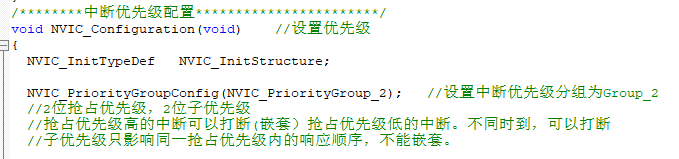 /********中断优先级配置***********************/
void NVIC_Configuration(void)    //设置优先级
{
  NVIC_InitTypeDef   NVIC_InitStructure;
  NVIC_PriorityGroupConfig(NVIC_PriorityGroup_2);   //设置中断优先级分组为Group_2
  //2位抢占优先级，2位子优先级
  //抢占优先级高的中断可以打断(嵌套）抢占优先级低的中断。不同时到，可以打断
  //子优先级只影响同一抢占优先级内的响应顺序，不能嵌套。